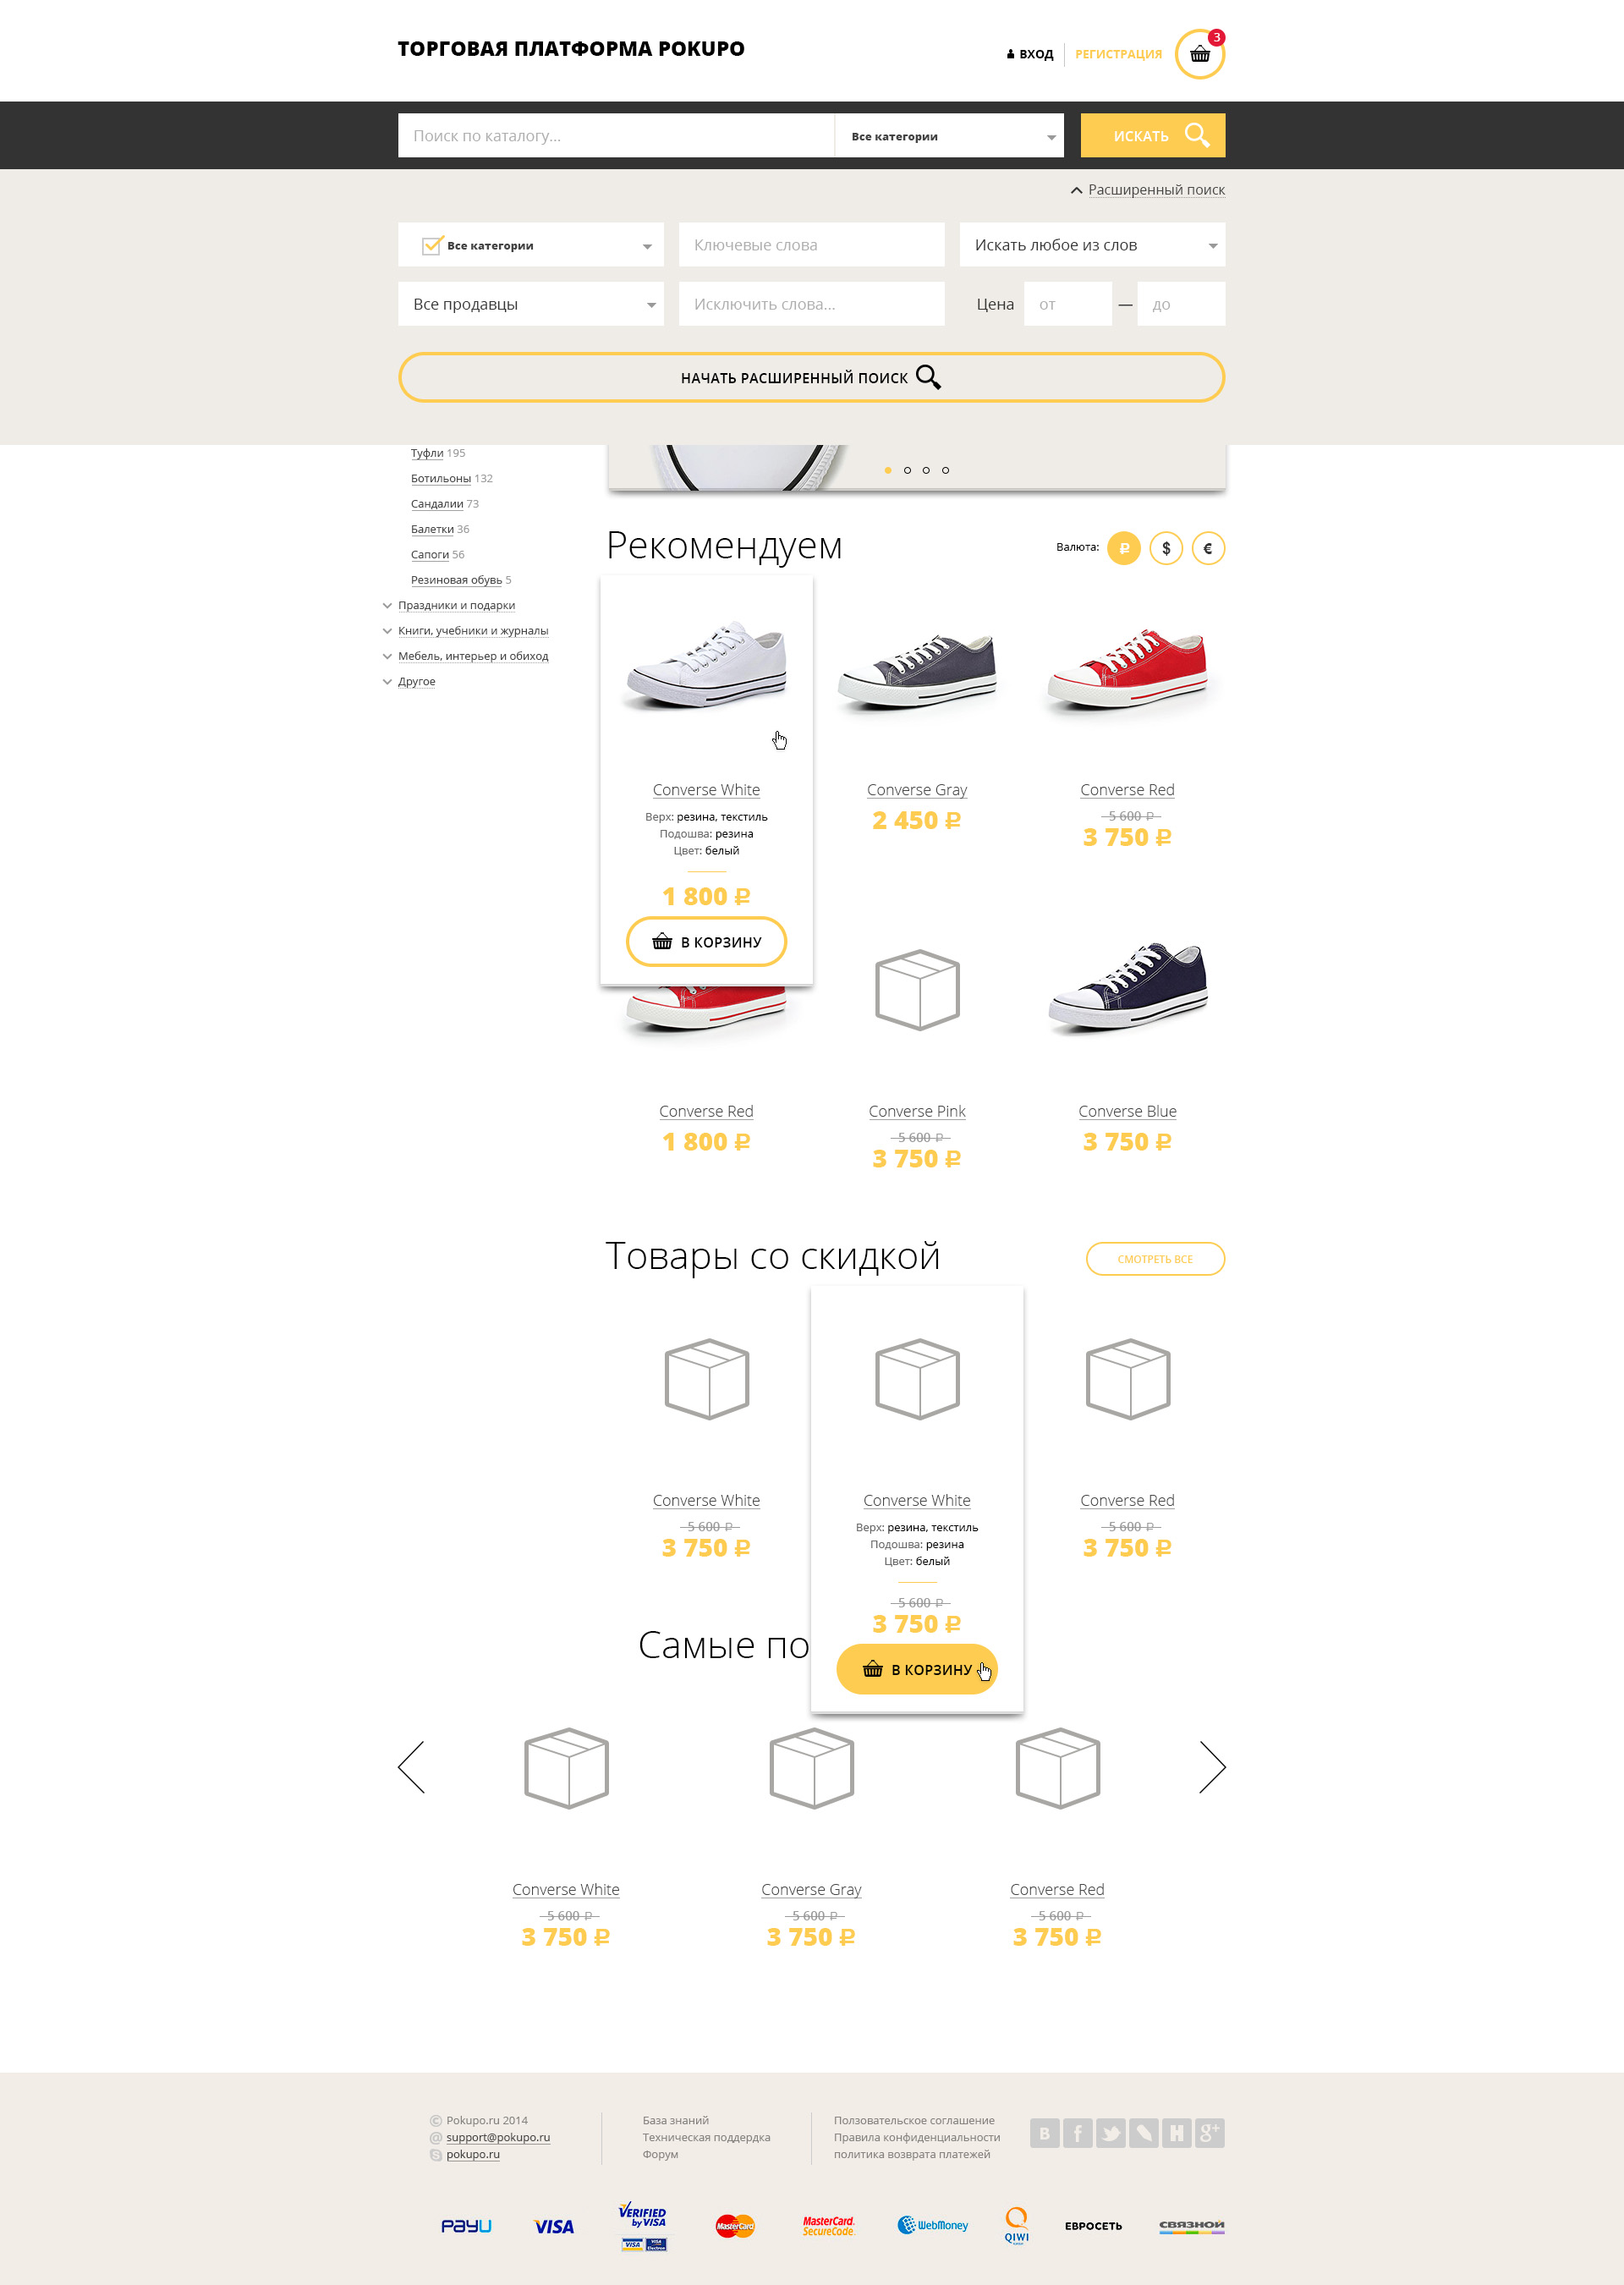 ТОРГОВАЯ ПЛАТФОРМА POKUPO
ВХОД
РЕГИСТРАЦИЯ
3
Поиск по каталогу...
Все категории
ИСКАТЬ
Расширенный поиск
Все категории
Ключевые слова
Искать любое из слов
Все продавцы
Исключить слова...
Цена от — до
НАЧАТЬ РАСШИРЕННЫЙ ПОИСК
Туфли 195
Ботильоны 132
Сандалии 73
Балетки 36
Сапоги 56
Резиновая обувь 5
Праздники и подарки
Книги, учебники и журналы
Мебель, интерьер и обиход
Другое
Рекомендуем
Валюта: ₽ $ €
Converse White
Верх: резина, текстиль
Подошва: резина
Цвет: белый
1 800 ₽
В КОРЗИНУ
Converse Gray
2 450 ₽
Converse Red
5 600 ₽
3 750 ₽
Converse Red
1 800 ₽
Converse Pink
5 600 ₽
3 750 ₽
Converse Blue
3 750 ₽
Товары со скидкой
СМОТРЕТЬ ВСЕ
Converse White
5 600 ₽
3 750 ₽
Converse White
Верх: резина, текстиль
Подошва: резина
Цвет: белый
5 600 ₽
3 750 ₽
В КОРЗИНУ
Converse Red
5 600 ₽
3 750 ₽
Самые по
Converse White
5 600 ₽
3 750 ₽
Converse Gray
5 600 ₽
3 750 ₽
Converse Red
5 600 ₽
3 750 ₽
© Pokupo.ru 2014
@ support@pokupo.ru
pokupo.ru
База знаний
Техническая поддердка
Форум
Ползовательское соглашение
Правила конфиденциальности
политика возврата платежей
B f g+
PayU
VISA
VERIFIED
by VISA
VISA VISA Electron
MasterCard
MasterCard.
SecureCode.
WebMoney
QIWI
ЕВРОСЕТЬ
СВЯЗНОЙ